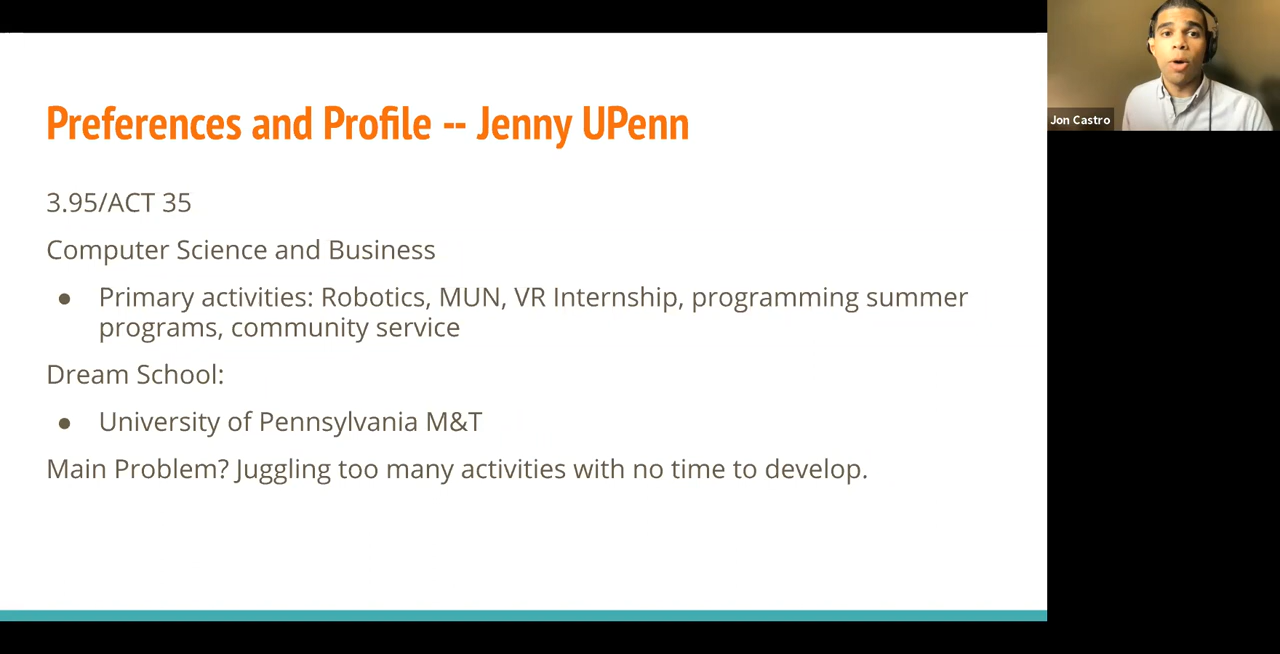 Preferences and Profile -- Jenny UPenn
Jon Castro
3.95/ACT 35
Computer Science and Business
● Primary activities: Robotics, MUN, VR Internship, programming summer
programs, community service
Dream School:
● University of Pennsylvania M&T
Main Problem? Juggling too many activities with no time to develop.